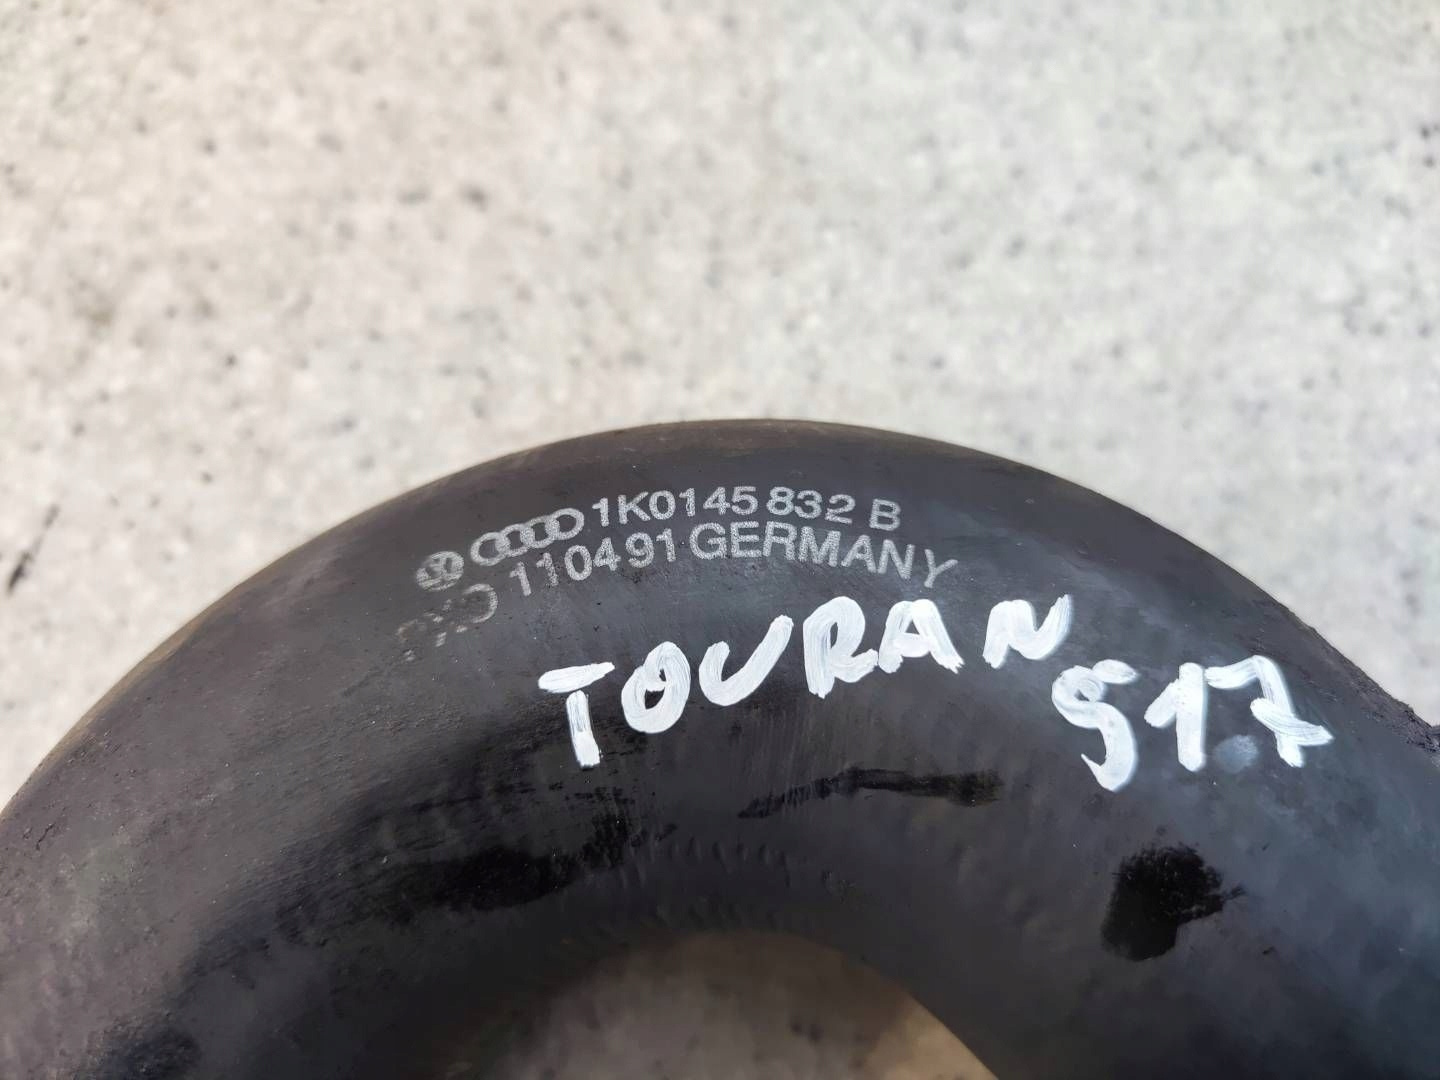 1K0145832 B
110491 GERMANY
TOURAN
517